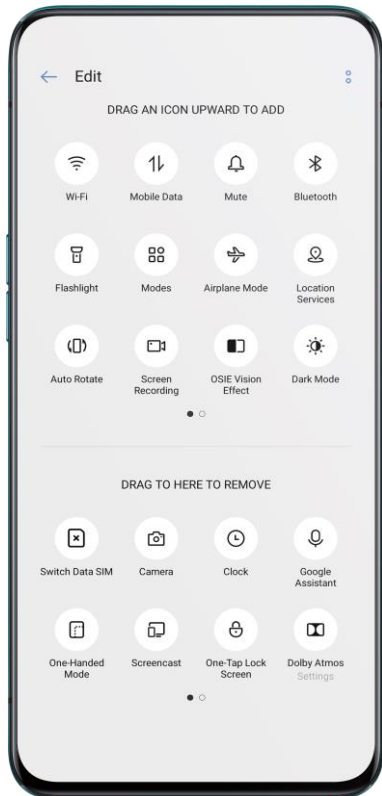 Edit
DRAG AN ICON UPWARD TO ADD
Wi-Fi Mobile Data Mute Bluetooth
Flashlight Modes Airplane Mode Location
Services
Auto Rotate Screen OSIE Vision Dark Mode
Recording Effect
DRAG TO HERE TO REMOVE
Switch Data SIM Camera Clock Google
Assistant
One-Handed Screencast One-Tap Lock Dolby Atmos
Mode Screen Settings